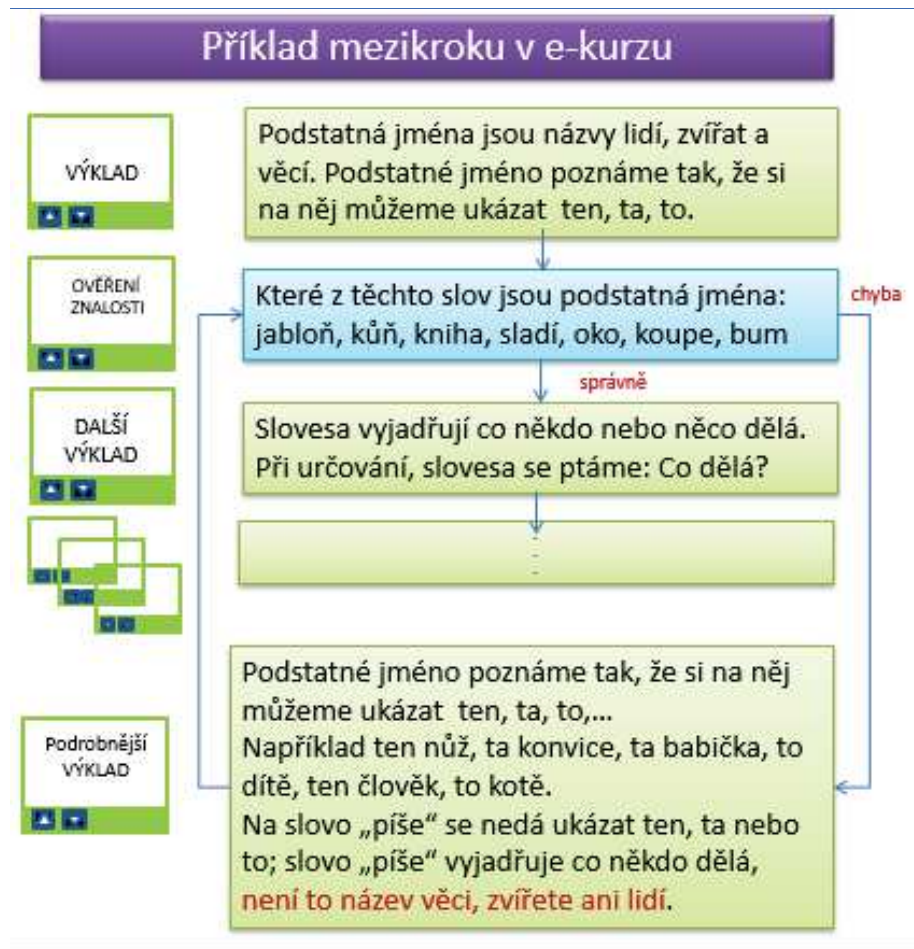 Příklad mezikroku v e-kurzu
VÝKLAD
Podstatná jména jsou názvy lidí, zvířat a
věcí. Podstatné jméno poznáme tak, že si
na něj můžeme ukázat ten, ta, to.
OVĚŘENÍ
ZNALOSTI
Které z těchto slov jsou podstatná jména:
jabloň, kůň, kniha, sladí, oko, koupe, bum
chyba
správně
DALŠÍ
VÝKLAD
Slovesa vyjadřují co někdo nebo něco dělá.
Při určování, slovesa se ptáme: Co dělá?
Podrobnější
VÝKLAD
Podstatné jméno poznáme tak, že si na něj
můžeme ukázat ten, ta, to,...
Například ten nůž, ta konvice, ta babička, to
dítě, ten člověk, to kotě.
Na slovo „píše“ se nedá ukázat ten, ta nebo
to; slovo „píše“ vyjadřuje co někdo dělá,
není to název věci, zvířete ani lidí.